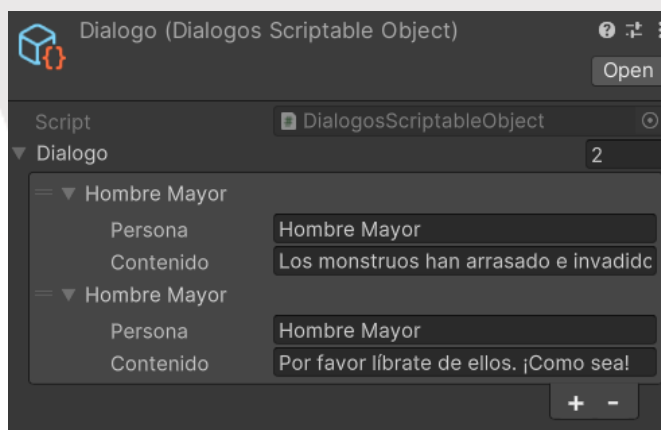 Dialogo (Dialogos Scriptable Object)
Open
Script DialogosScriptableObject
Dialogo 2
Hombre Mayor
Persona Hombre Mayor
Contenido Los monstruos han arrasado e invadido
Hombre Mayor
Persona Hombre Mayor
Contenido Por favor líbrate de ellos. ¡Como sea!
+ -